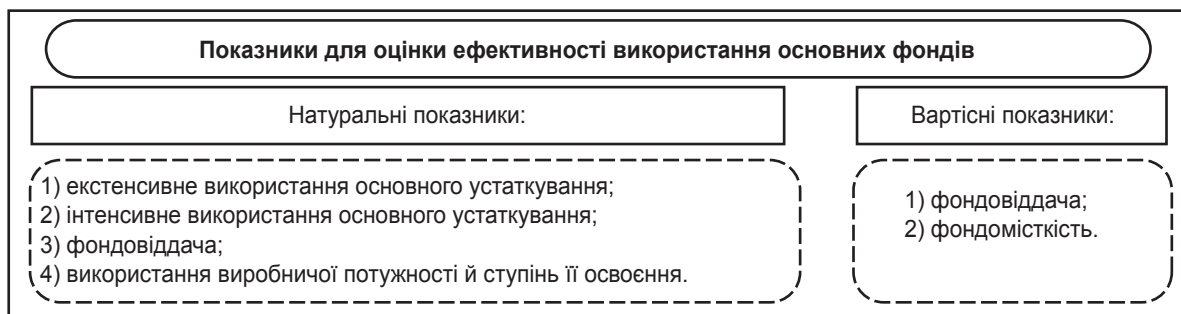 Показники для оцінки ефективності використання основних фондів
Натуральні показники:
1) екстенсивне використання основного устаткування;
2) інтенсивне використання основного устаткування;
3) фондовіддача;
4) використання виробничої потужності й ступінь її освоєння.
Вартісні показники:
1) фондовіддача;
2) фондомісткість.